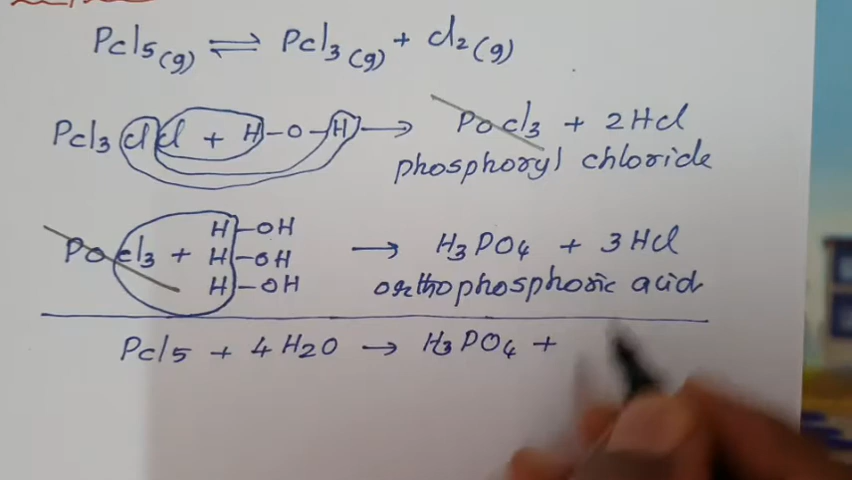 PCl5(g) ⇌ PCl3(g) + Cl2(g)
PCl3 Cl Cl + H-O-H → POCl3 + 2HCl
phosphoryl chloride
H-OH
POCl3 + H-OH → H3PO4 + 3HCl
H-OH orthophosphoric acid
PCl5 + 4H2O → H3PO4 +